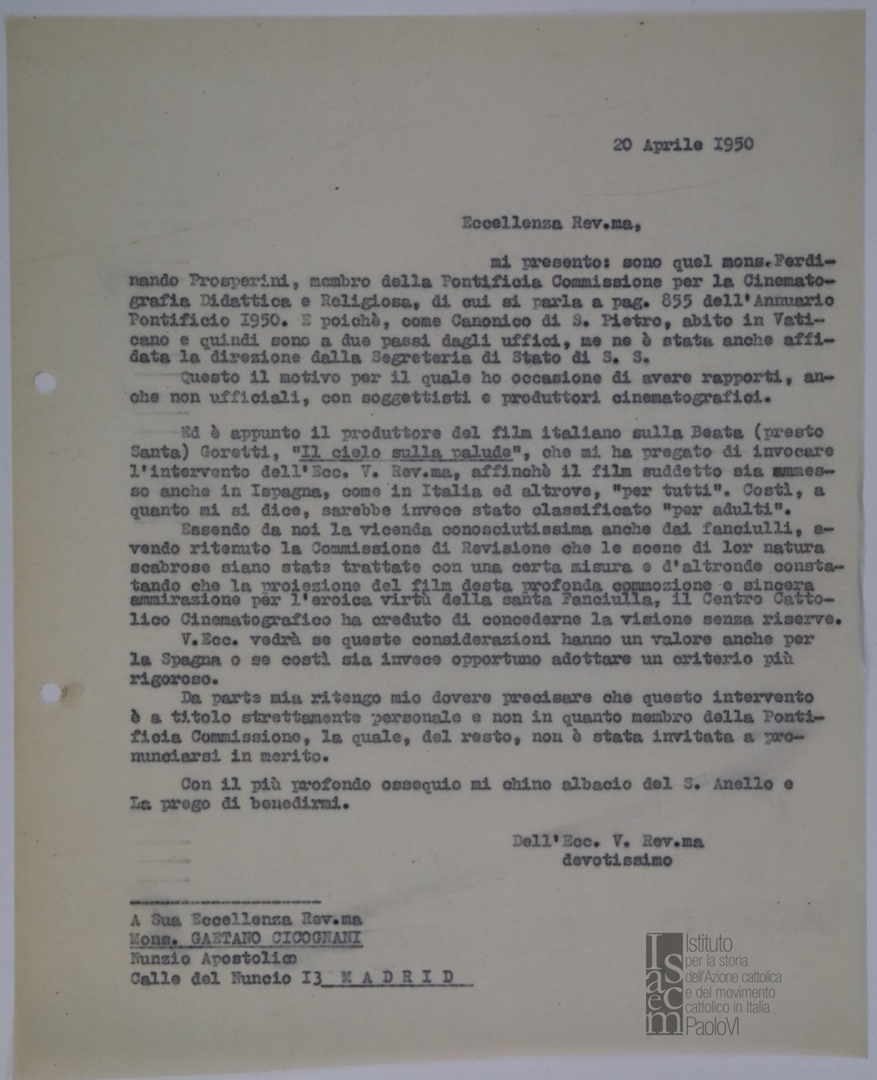 20 Aprile I950
Eccellenza Rev.ma,
mi presento: sono quel mons. Ferdi-
nando Prosperini, membro della Pontificia Commissione per la Cinemato-
grafia Didattica e Religiosa, di cui si parla a pag. 855 dell'Annuario
Pontificio I950. E poichè, come Canonico di S. Pietro, abito in Vati-
cano e quindi sono a due passi dagli uffici, me ne è stata anche affi-
data la direzione dalla Segreteria di Stato di S. S.
Questo il motivo per il quale ho occasione di avere rapporti, an-
che non ufficiali, con soggettisti e produttori cinematografici.
Ed è appunto il produttore del film italiano sulla Beata (presto
Santa) Goretti, "Il cielo sulla palude", che mi ha pregato di invocare
l'intervento dell'Ecc. V. Rev.ma, affinchè il film suddetto sia ammes-
so anche in Ispagna, come in Italia ed altrove, "per tutti". Costì, a
quanto mi si dice, sarebbe invece stato classificato "per adulti".
Essendo da noi la vicenda conosciutissima anche dai fanciulli, a-
vendo ritenuto la Commissione di Revisione che le scene di lor natura
scabrose siano state trattate con una certa misura e d'altronde consta-
tando che la proiezione del film desta profonda commozione e sincera
ammirazione per l'eroica virtù della santa Fanciulla, il Centro Catto-
lico Cinematografico ha creduto di concederne la visione senza riserve.
V.Ecc. vedrà se queste considerazioni hanno un valore anche per
la Spagna o se costì sia invece opportuno adottare un criterio più
rigoroso.
Da parte mia ritengo mio dovere precisare che questo intervento
è a titolo strettamente personale e non in quanto membro della Ponti-
ficia Commissione, la quale, del resto, non è stata invitata a pro-
nunciarsi in merito.
Con il più profondo ossequio mi chino albacio del S. Anello e
La prego di benedirmi.
Dell'Ecc. V. Rev.ma
devotissimo
A Sua Eccellenza Rev.ma
Mons. GAETANO CICOGNANI
Nunzio Apostolico
Calle del Nuncio I3 M A D R I D
Isacem
Istituto
per la storia
dell'Azione cattolica
e del movimento
cattolico in Italia
PaoloVI